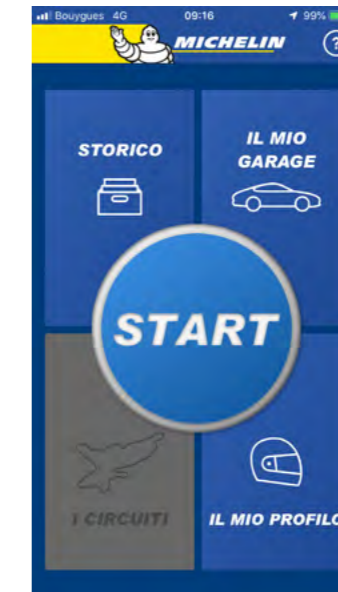 Bouygues 4G 09:16 99%
MICHELIN
?
STORICO
IL MIO
GARAGE
START
I CIRCUITI
IL MIO PROFILO